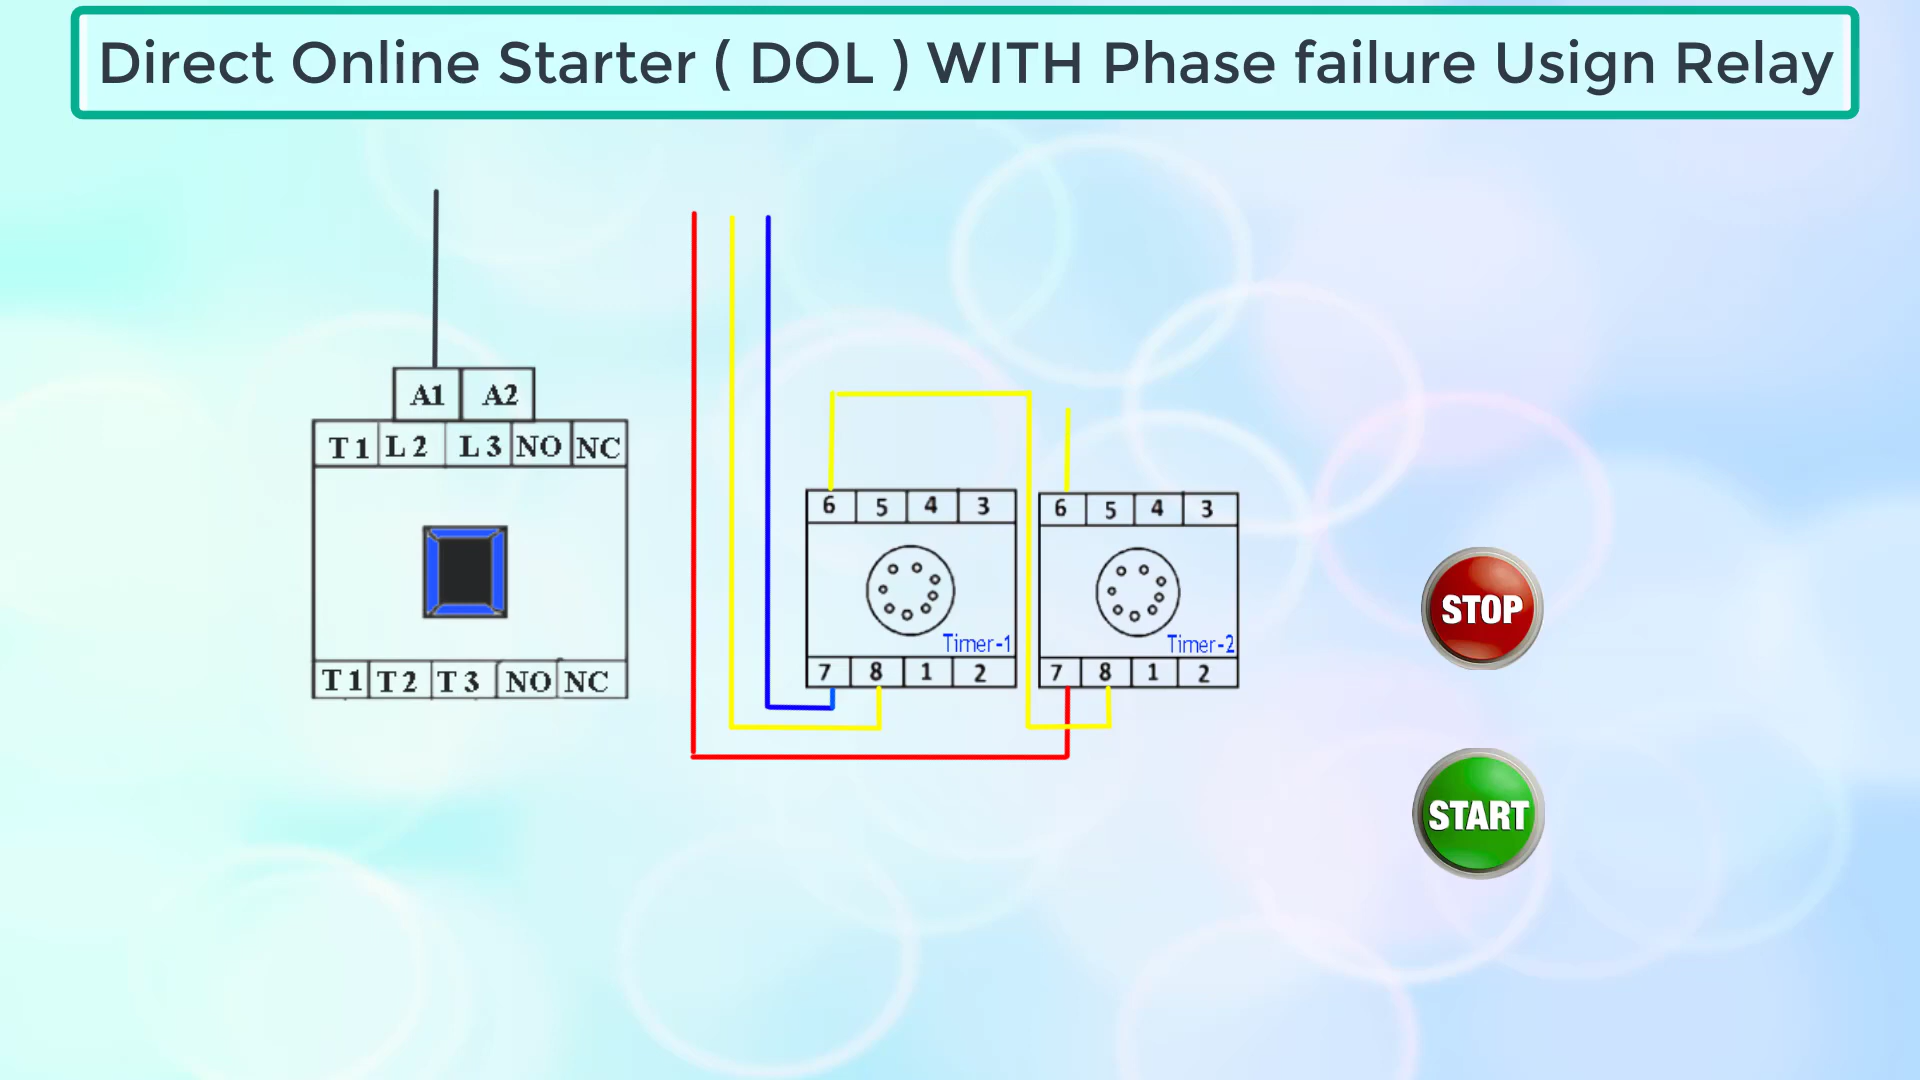 Direct Online Starter ( DOL ) WITH Phase failure Usign Relay
A1 A2
T1 L2 L3 NO NC
T1 T2 T3 NO NC
6 5 4 3
Timer-1
7 8 1 2
6 5 4 3
Timer-2
7 8 1 2
STOP
START